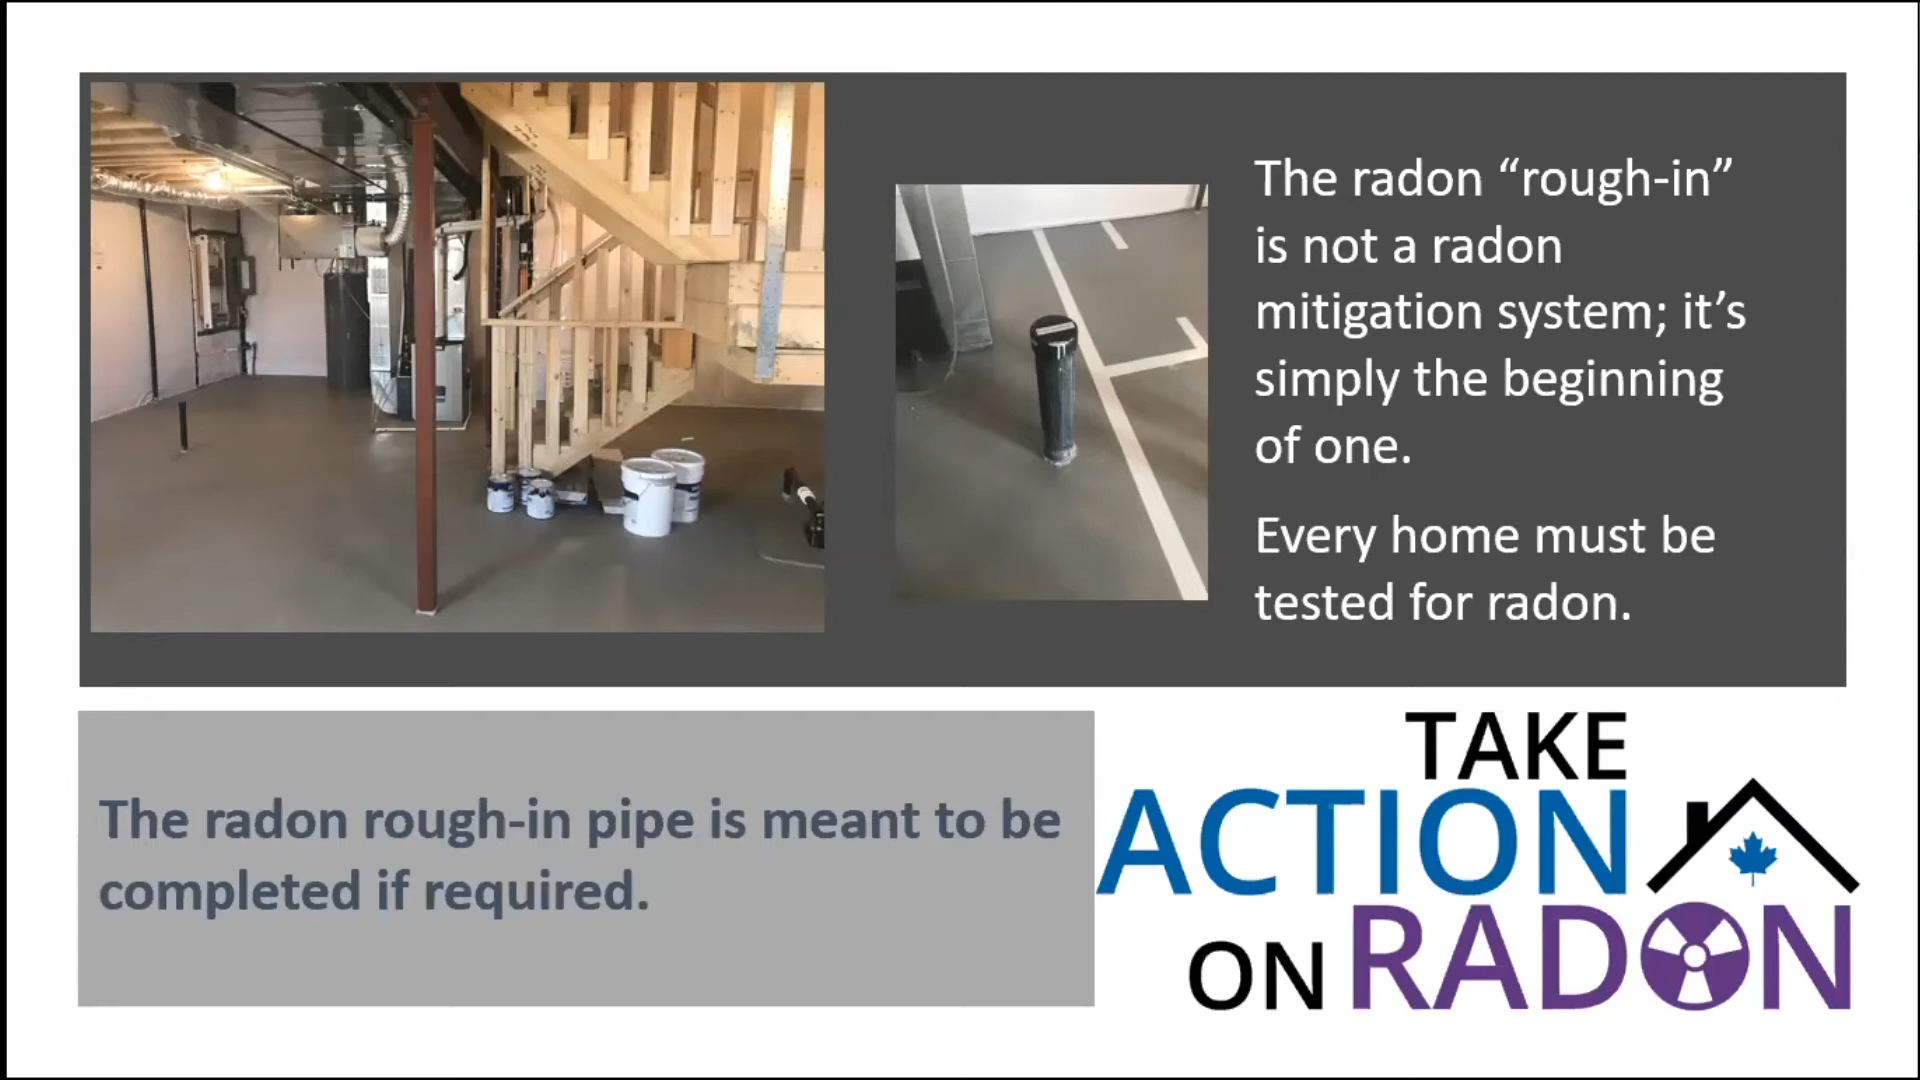 The radon “rough-in”
is not a radon
mitigation system; it’s
simply the beginning
of one.
Every home must be
tested for radon.
The radon rough-in pipe is meant to be
completed if required.
TAKE
ACTION
ON RADON